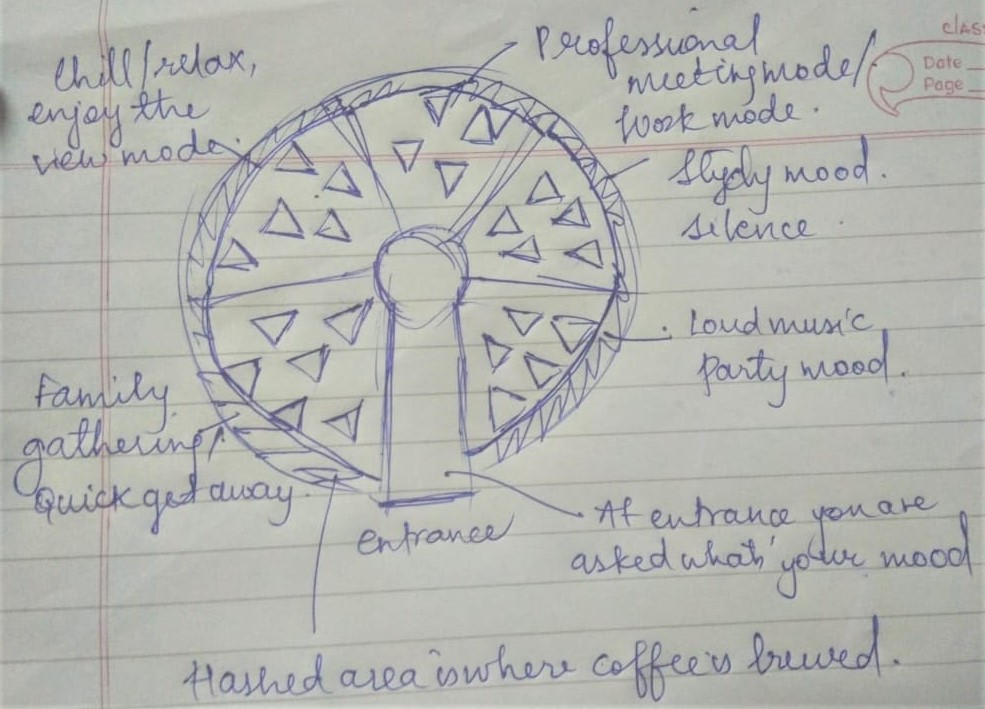 Chill/relax,
enjoy the
view mode.
Professional
meeting mode/
Work mode.
class
Date
Page
Study mood.
silence.
Loud music
party mood.
Family
gathering/
Quick get away.
entrance
At entrance you are
asked what's your mood
Hashed area is where coffee is brewed.